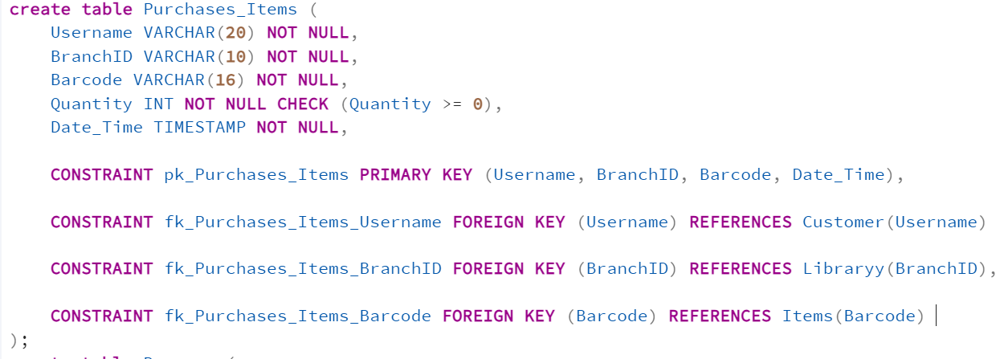 create table Purchases_Items (
Username VARCHAR(20) NOT NULL,
BranchID VARCHAR(10) NOT NULL,
Barcode VARCHAR(16) NOT NULL,
Quantity INT NOT NULL CHECK (Quantity >= 0),
Date_Time TIMESTAMP NOT NULL,
CONSTRAINT pk_Purchases_Items PRIMARY KEY (Username, BranchID, Barcode, Date_Time),
CONSTRAINT fk_Purchases_Items_Username FOREIGN KEY (Username) REFERENCES Customer(Username)
CONSTRAINT fk_Purchases_Items_BranchID FOREIGN KEY (BranchID) REFERENCES Libraryy(BranchID),
CONSTRAINT fk_Purchases_Items_Barcode FOREIGN KEY (Barcode) REFERENCES Items(Barcode)
);